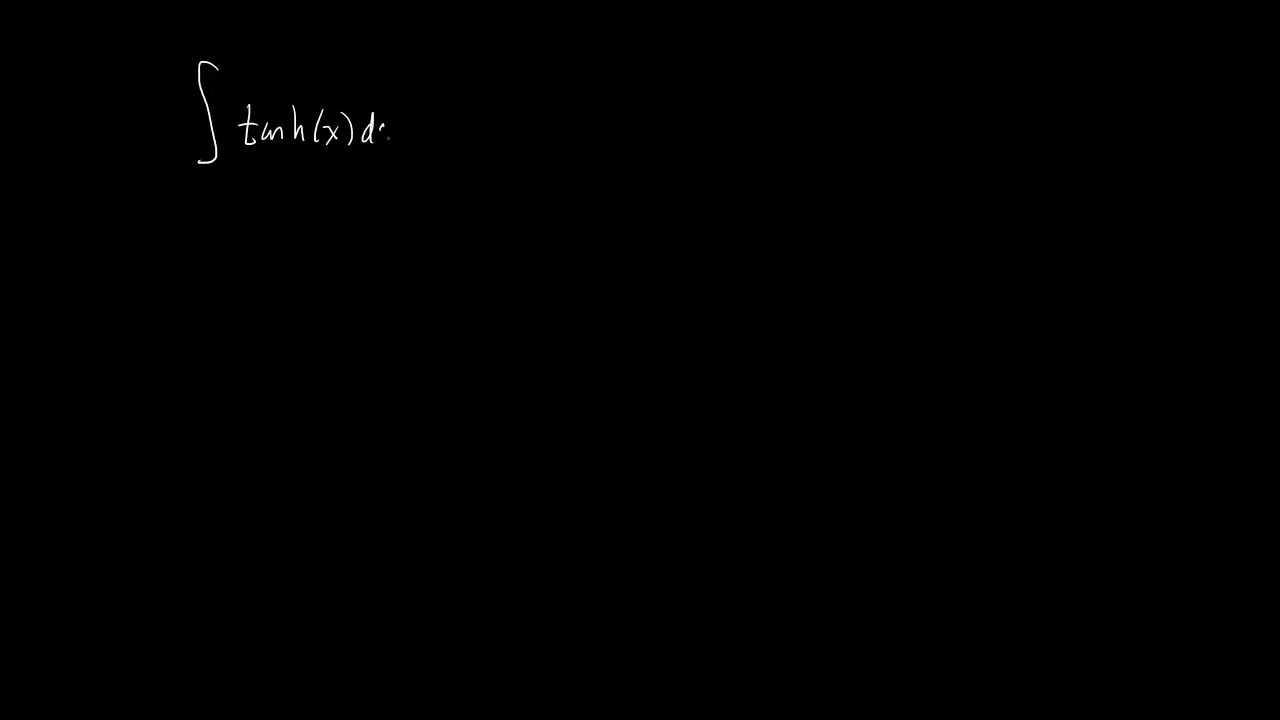 ∫ tanh(x) d